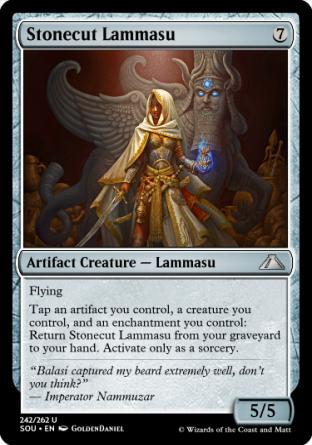 Stonecut Lammasu 7
Artifact Creature — Lammasu
Flying
Tap an artifact you control, a creature you
control, and an enchantment you control:
Return Stonecut Lammasu from your graveyard
to your hand. Activate only as a sorcery.
“Balasi captured my beard extremely well, don’t
you think?”
— Imperator Nammuzar
5/5
242/262 U
SOU • EN GoldenDaniel © Wizards of the Coast and Matt